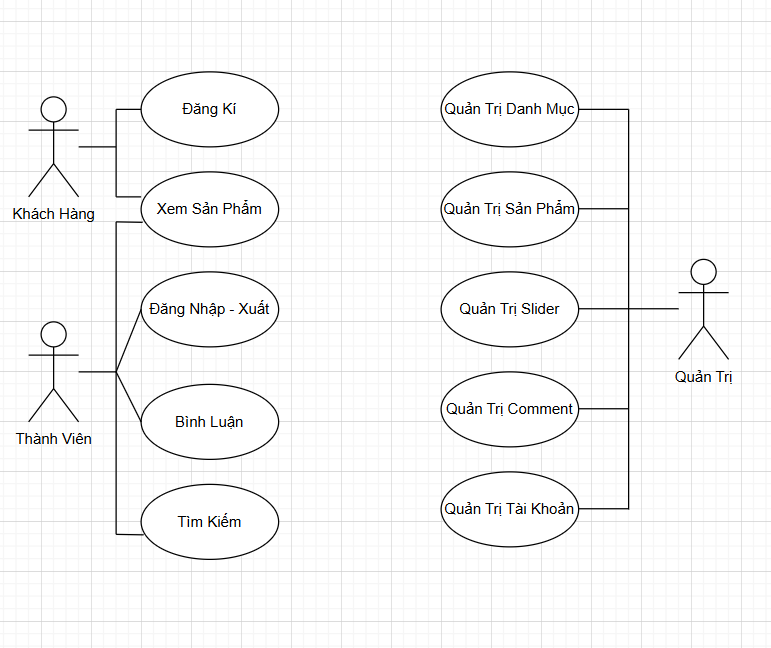 Đăng Kí
Khách Hàng
Xem Sản Phẩm
Đăng Nhập - Xuất
Thành Viên
Bình Luận
Tìm Kiếm
Quản Trị Danh Mục
Quản Trị Sản Phẩm
Quản Trị Slider
Quản Trị Comment
Quản Trị Tài Khoản
Quản Trị